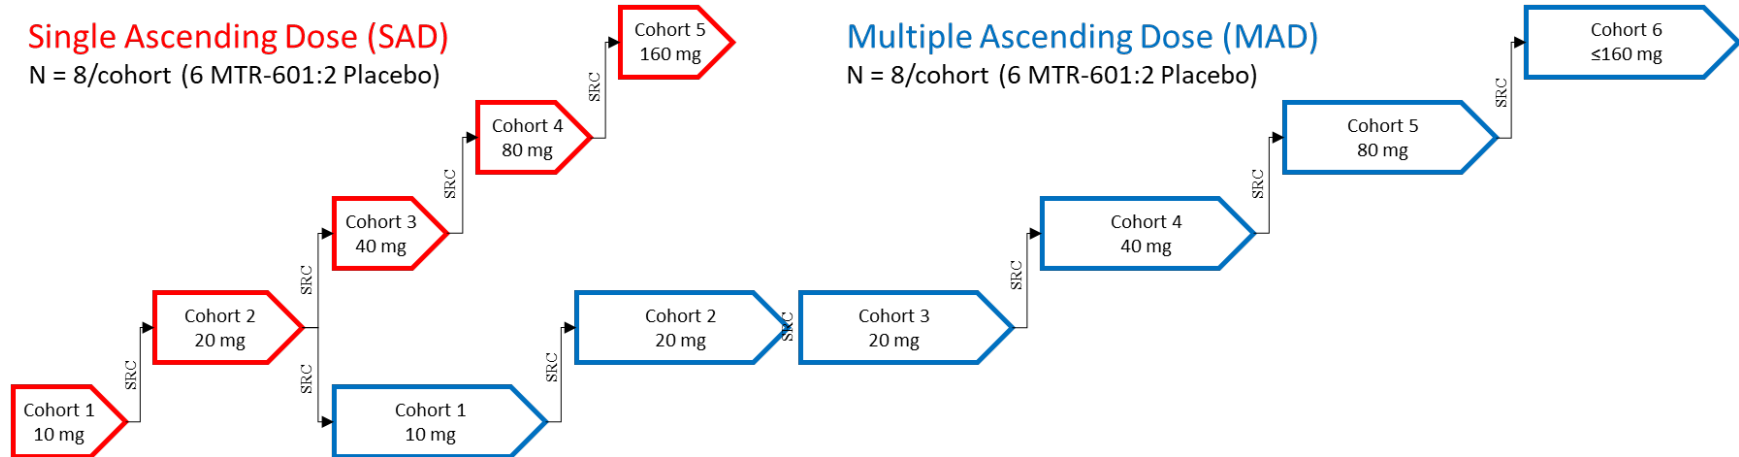 Single Ascending Dose (SAD)
N = 8/cohort (6 MTR-601:2 Placebo)
Multiple Ascending Dose (MAD)
N = 8/cohort (6 MTR-601:2 Placebo)
Cohort 1
10 mg
SRC
Cohort 2
20 mg
SRC
SRC
Cohort 3
40 mg
SRC
Cohort 4
80 mg
SRC
Cohort 5
160 mg
Cohort 1
10 mg
SRC
Cohort 2
20 mg
SRC
Cohort 3
20 mg
SRC
Cohort 4
40 mg
SRC
Cohort 5
80 mg
SRC
Cohort 6
≤160 mg